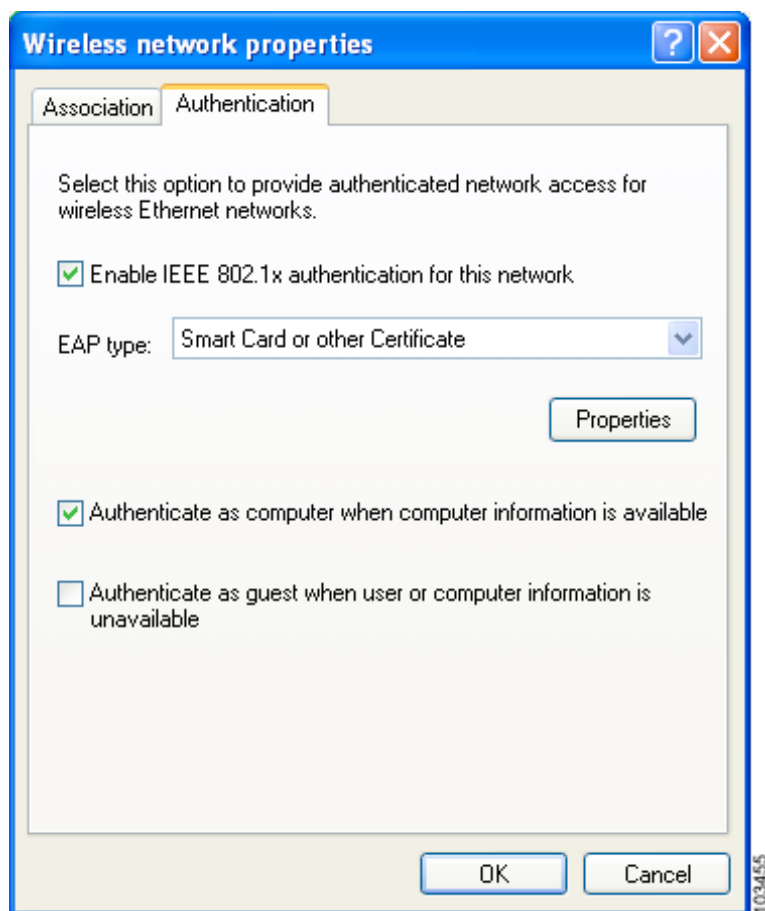 Wireless network properties
?
Association
Authentication
Select this option to provide authenticated network access for
wireless Ethernet networks.
Enable IEEE 802.1x authentication for this network
EAP type:
Smart Card or other Certificate
Properties
Authenticate as computer when computer information is available
Authenticate as guest when user or computer information is
unavailable
OK
Cancel
103455